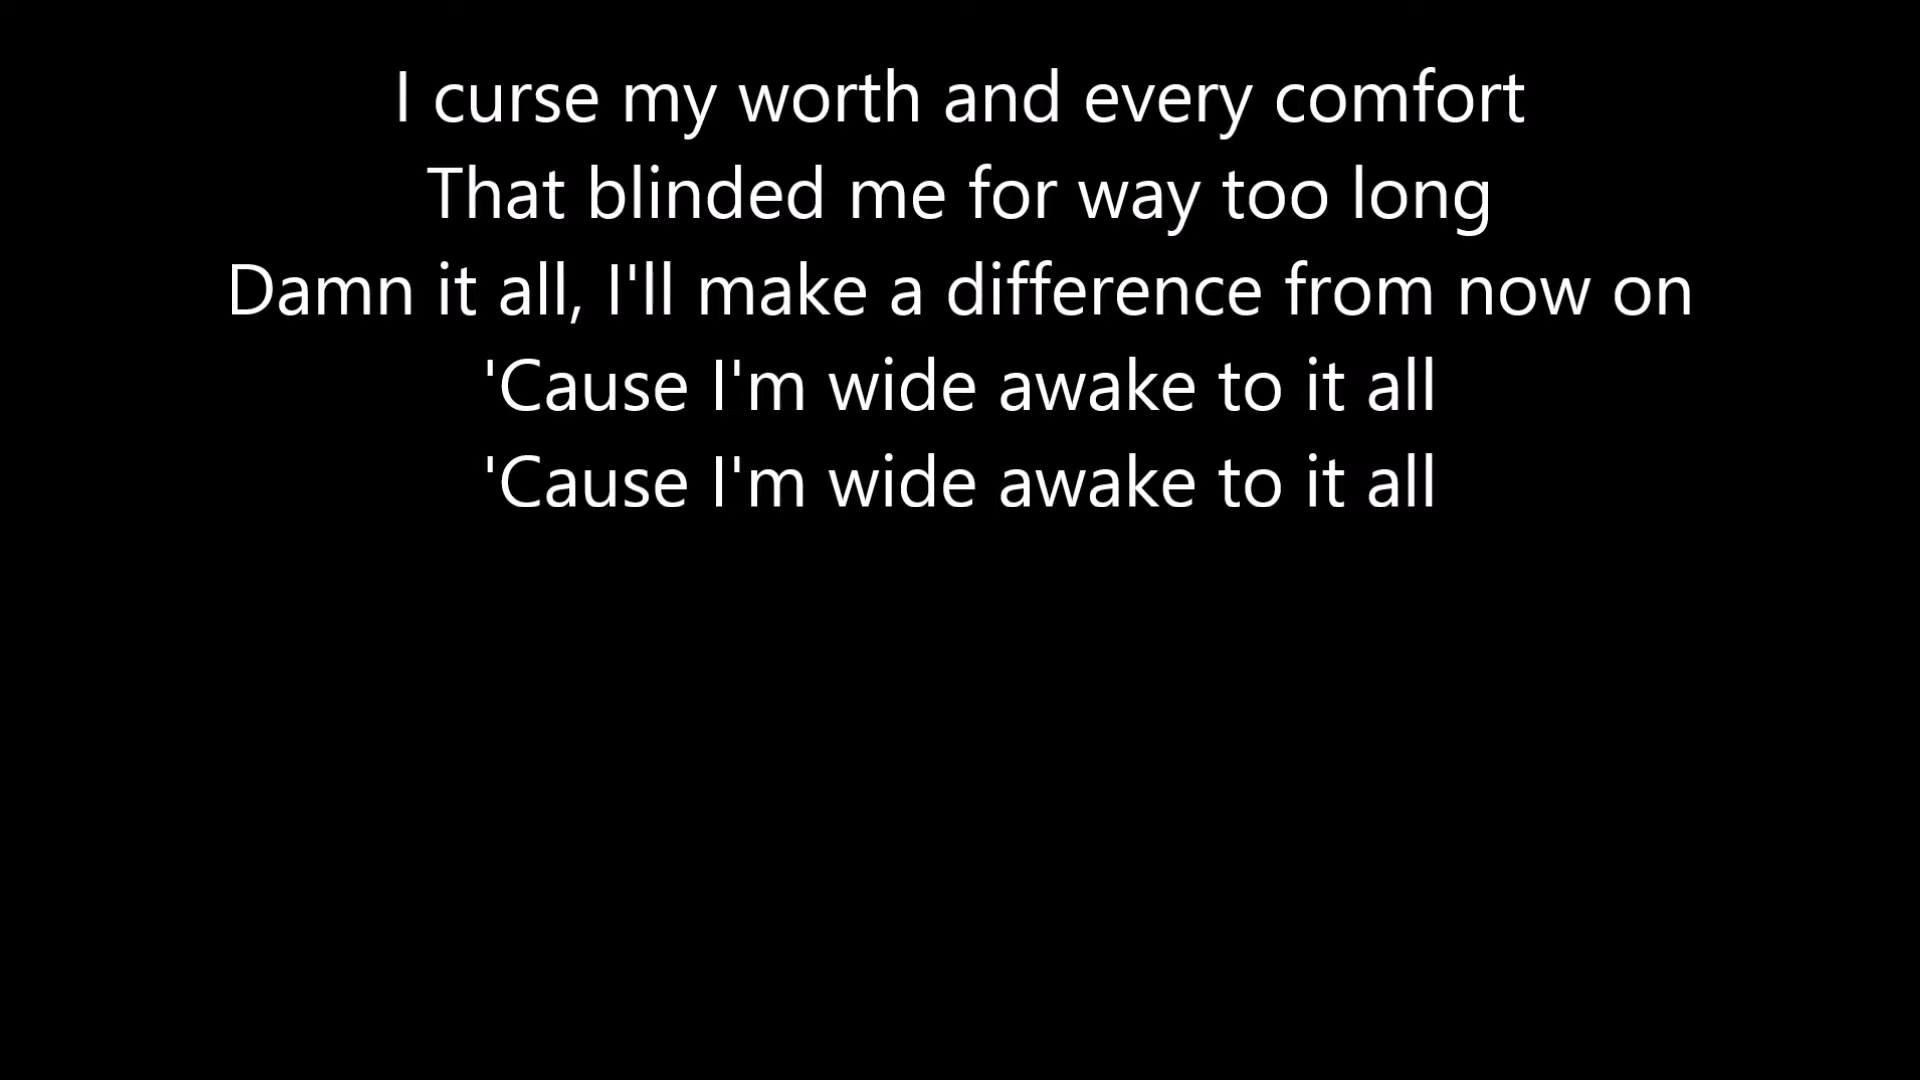 I curse my worth and every comfort
That blinded me for way too long
Damn it all, I'll make a difference from now on
'Cause I'm wide awake to it all
'Cause I'm wide awake to it all